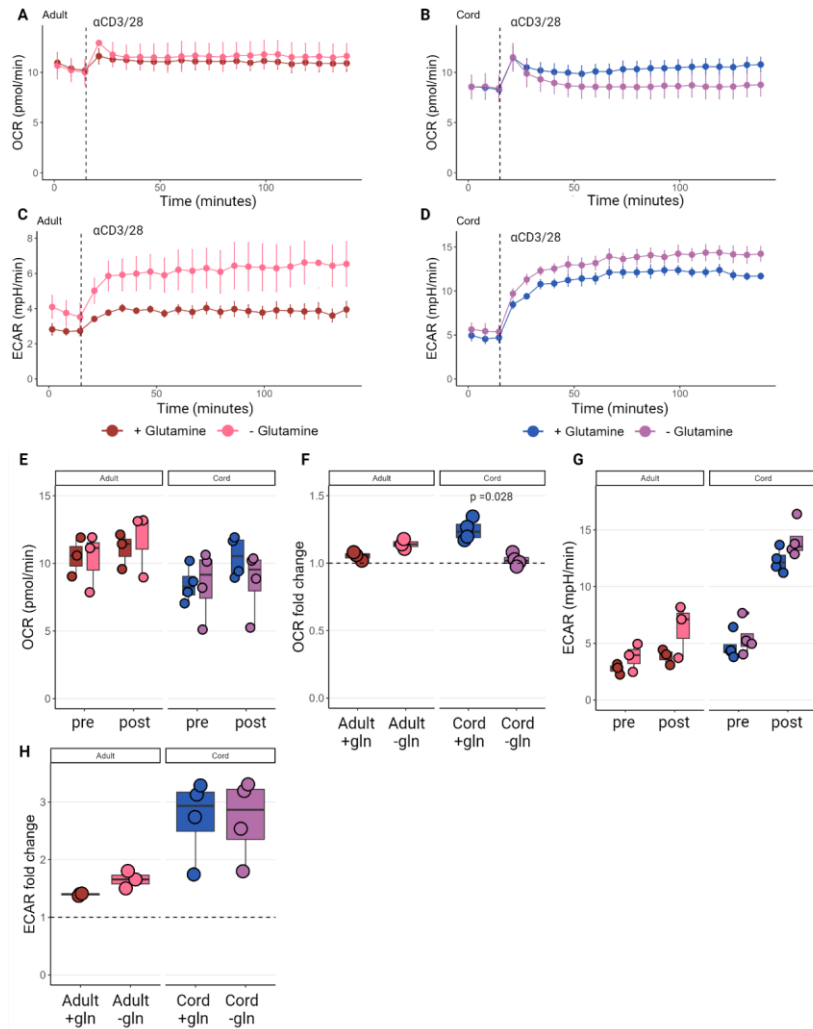 A
Adult
αCD3/28
OCR (pmol/min)
10
5
0
0
50
100
Time (minutes)
B
Cord
αCD3/28
OCR (pmol/min)
10
5
0
0
50
100
Time (minutes)
C
Adult
αCD3/28
ECAR (mpH/min)
8
6
4
2
0
0
50
100
Time (minutes)
D
Cord
αCD3/28
ECAR (mpH/min)
15
10
5
0
0
50
100
Time (minutes)
+ Glutamine - Glutamine
+ Glutamine - Glutamine
E
Adult Cord
OCR (pmol/min)
15
10
5
0
pre post pre post
F
Adult Cord
p =0.028
OCR fold change
1.5
1.0
0.5
0.0
Adult Adult Cord Cord
+gln -gln +gln -gln
G
Adult Cord
ECAR (mpH/min)
15
10
5
0
pre post pre post
H
Adult Cord
ECAR fold change
3
2
1
0
Adult Adult Cord Cord
+gln -gln +gln -gln